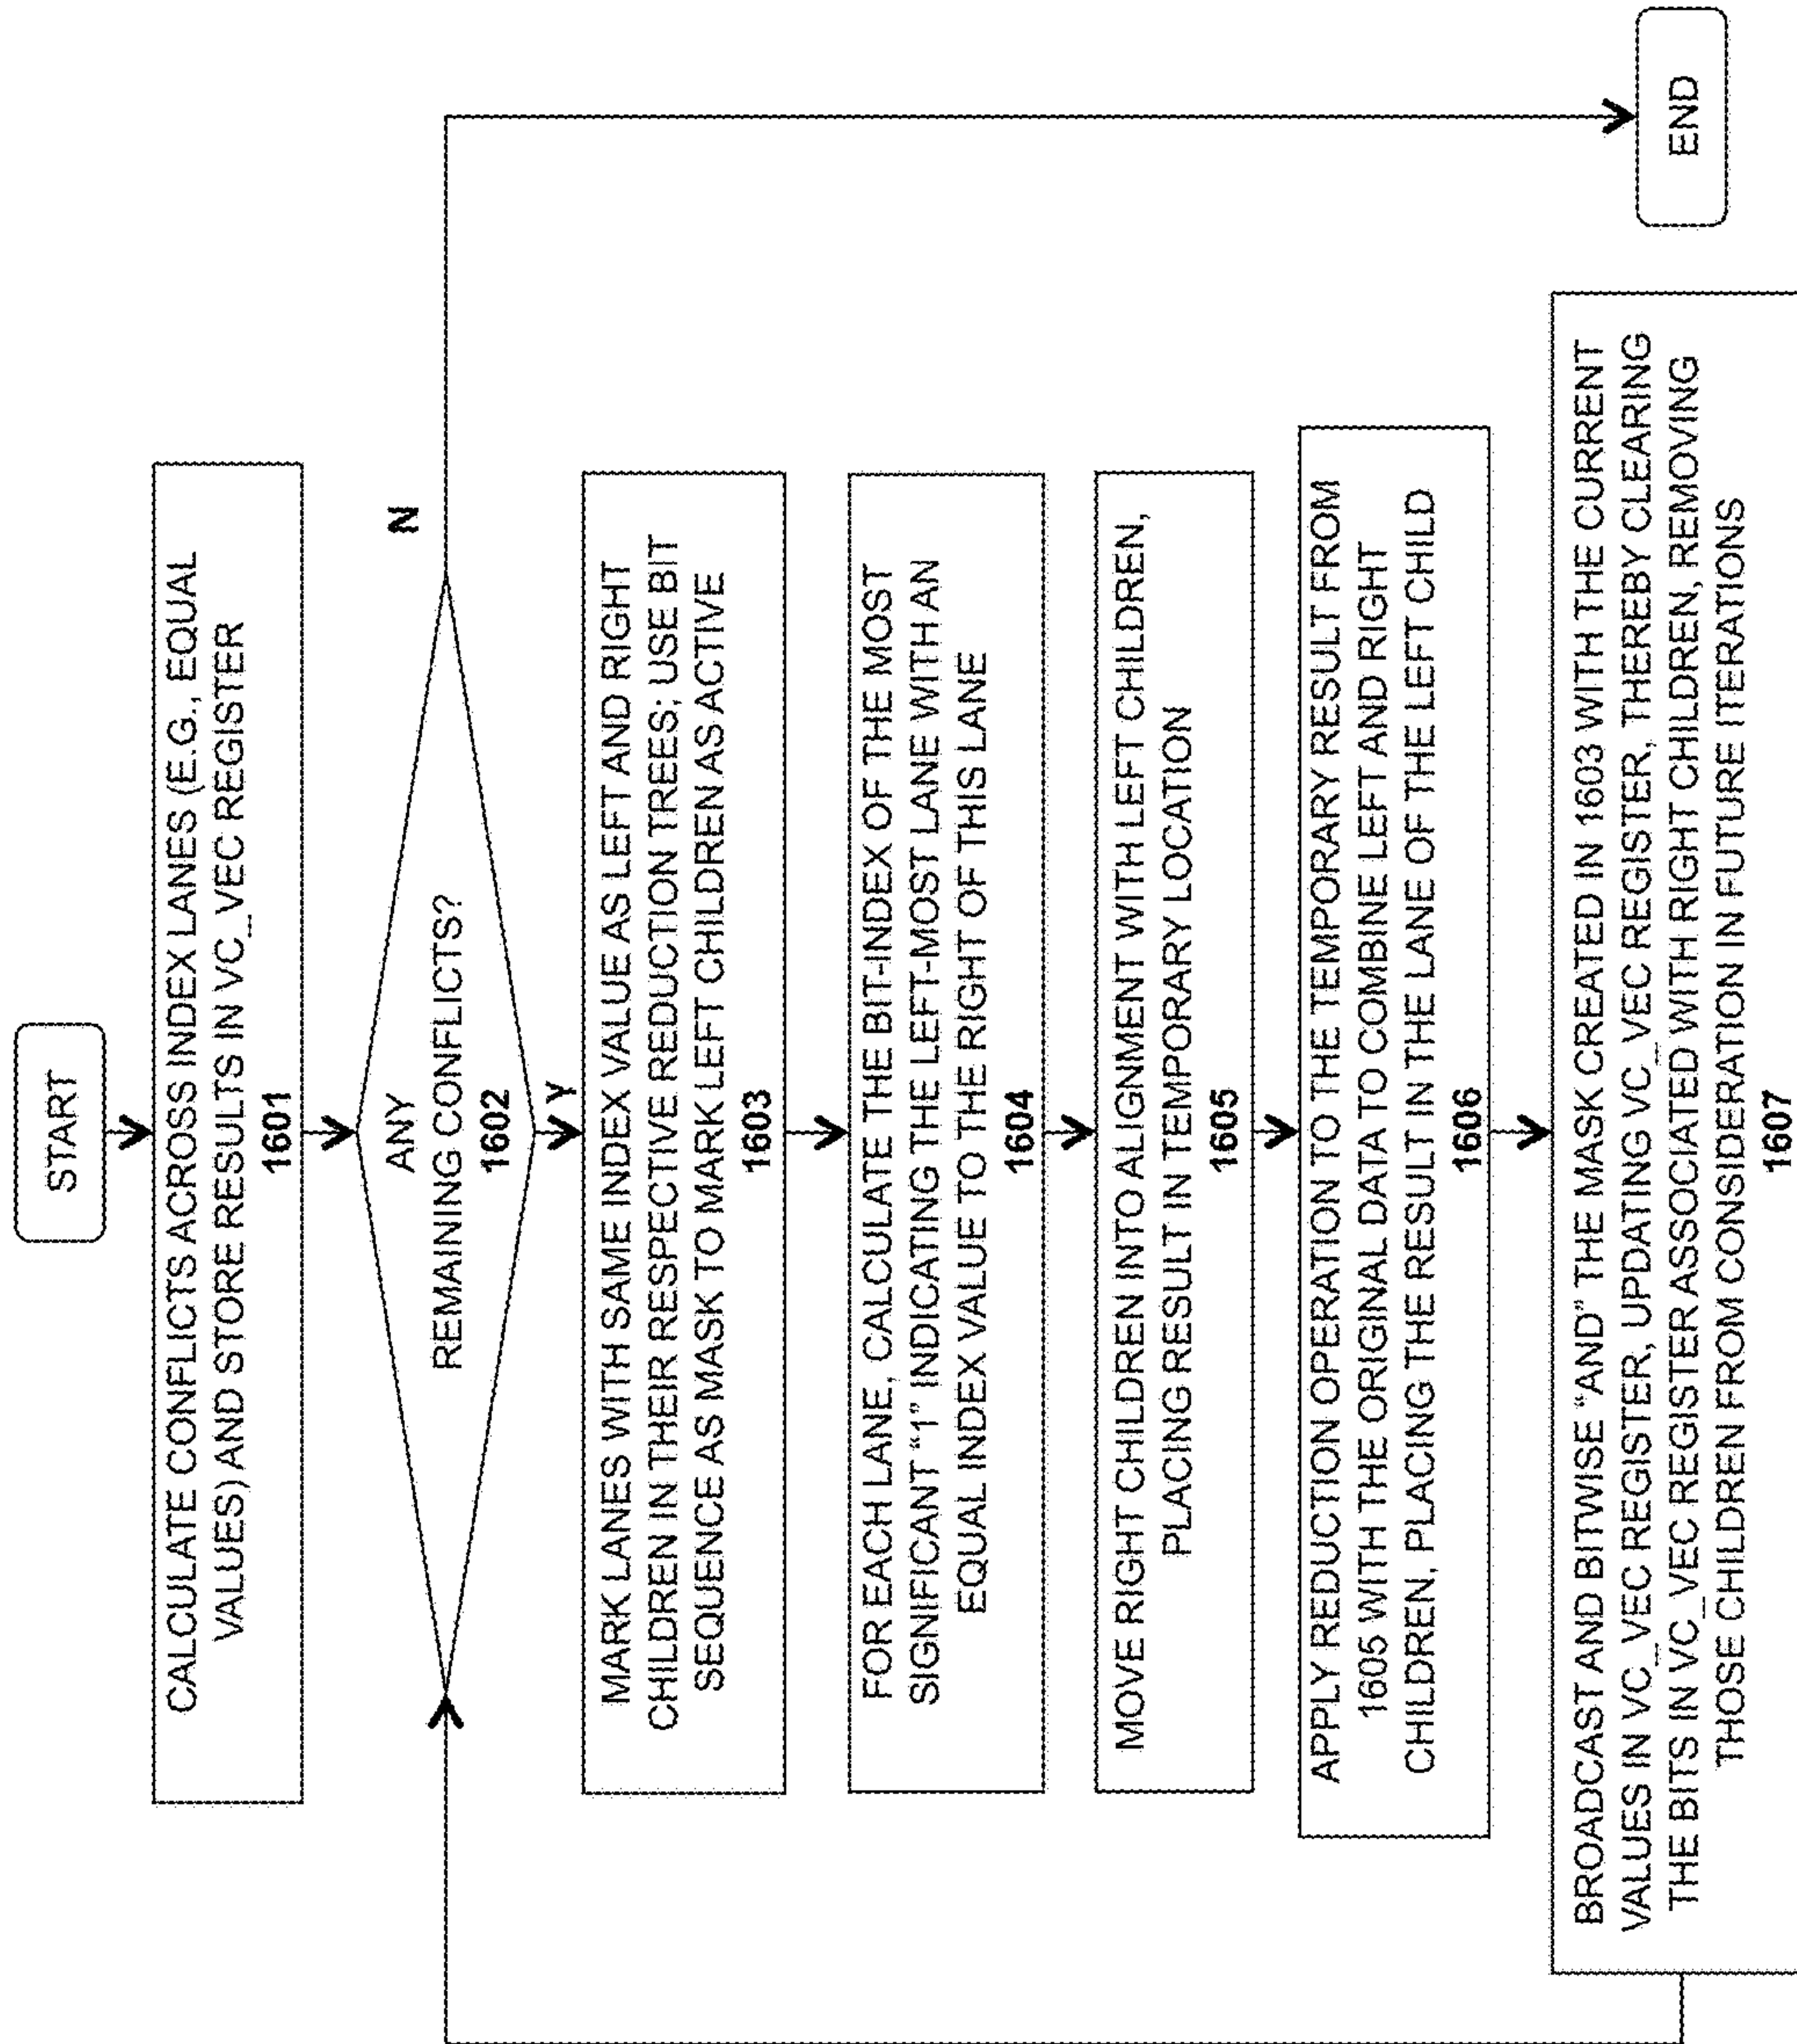 START
CALCULATE CONFLICTS ACROSS INDEX LANES (E.G., EQUAL
VALUES) AND STORE RESULTS IN VC_VEC REGISTER
1601
ANY
REMAINING CONFLICTS?
1602
N
Y
MARK LANES WITH SAME INDEX VALUE AS LEFT AND RIGHT
CHILDREN IN THEIR RESPECTIVE REDUCTION TREES; USE BIT
SEQUENCE AS MASK TO MARK LEFT CHILDREN AS ACTIVE
1603
FOR EACH LANE, CALCULATE THE BIT-INDEX OF THE MOST
SIGNIFICANT "1" INDICATING THE LEFT-MOST LANE WITH AN
EQUAL INDEX VALUE TO THE RIGHT OF THIS LANE
1604
MOVE RIGHT CHILDREN INTO ALIGNMENT WITH LEFT CHILDREN,
PLACING RESULT IN TEMPORARY LOCATION
1605
APPLY REDUCTION OPERATION TO THE TEMPORARY RESULT FROM
1605 WITH THE ORIGINAL DATA TO COMBINE LEFT AND RIGHT
CHILDREN, PLACING THE RESULT IN THE LANE OF THE LEFT CHILD
1606
BROADCAST AND BITWISE "AND" THE MASK CREATED IN 1603 WITH THE CURRENT
VALUES IN VC_VEC REGISTER, UPDATING VC_VEC REGISTER, THEREBY CLEARING
THE BITS IN VC_VEC REGISTER ASSOCIATED WITH RIGHT CHILDREN, REMOVING
THOSE CHILDREN FROM CONSIDERATION IN FUTURE ITERATIONS
1607
END